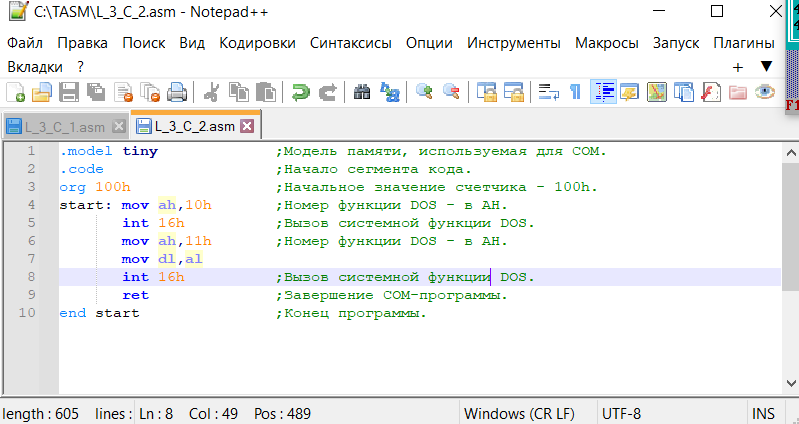 C:\TASM\L_3_C_2.asm - Notepad++
Файл Правка Поиск Вид Кодировки Синтаксисы Опции Инструменты Макросы Запуск Плагины
Вкладки ? + ▼
L_3_C_1.asm L_3_C_2.asm
1 .model tiny ;Модель памяти, используемая для COM.
2 .code ;Начало сегмента кода.
3 org 100h ;Начальное значение счетчика - 100h.
4 start: mov ah,10h ;Номер функции DOS - в AH.
5 int 16h ;Вызов системной функции DOS.
6 mov ah,11h ;Номер функции DOS - в AH.
7 mov dl,al
8 int 16h ;Вызов системной функции DOS.
9 ret ;Завершение COM-программы.
10 end start ;Конец программы.
length : 605 lines : Ln : 8 Col : 49 Pos : 489 Windows (CR LF) UTF-8 INS